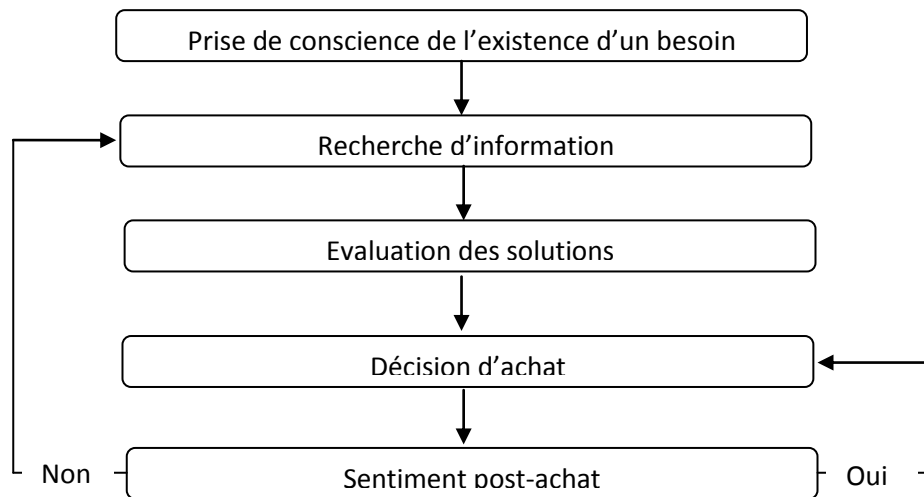 Prise de conscience de l’existence d’un besoin
Recherche d’information
Evaluation des solutions
Décision d’achat
Non
Sentiment post-achat
Oui